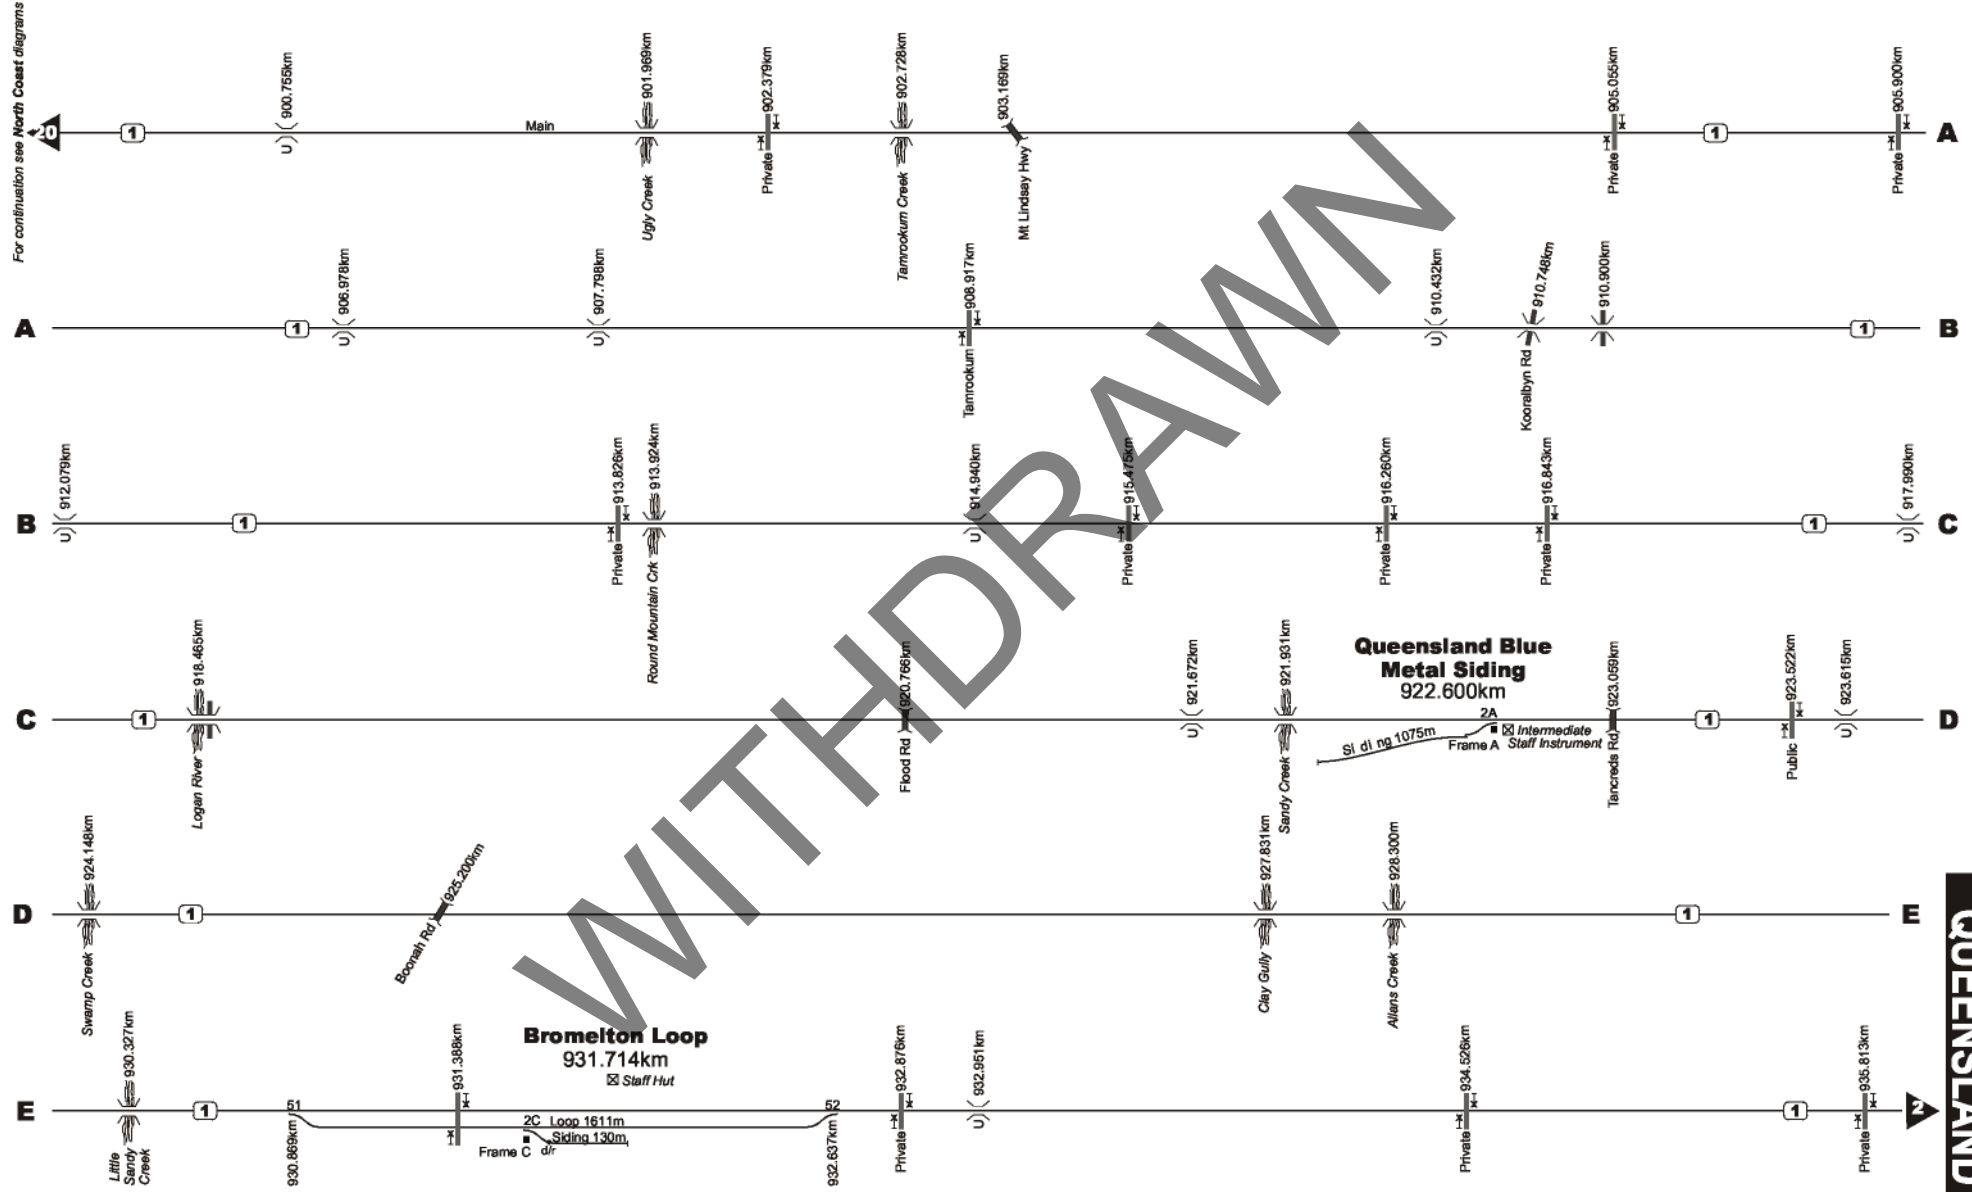 For continuation see North Coast diagrams
20
1
900.755km
U
Main
901.969km
Ugly Creek
902.379km
Private
902.728km
Tamrookum Creek
903.169km
Mt Lindsay Hwy
905.055km
Private
1
905.900km
Private
A
A
1
906.978km
U
907.798km
U
908.917km
Tamrookum
910.432km
U
910.748km
Kooralbyn Rd
910.900km
1
B
B
912.079km
U
1
913.826km
Private
913.924km
Round Mountain Crk
914.940km
U
915.475km
Private
916.260km
Private
916.843km
Private
1
917.990km
U
C
C
1
918.465km
Logan River
920.766km
Flood Rd
921.672km
U
921.931km
Sandy Creek
Queensland Blue
Metal Siding
922.600km
Siding 1075m
2A
Frame A
Intermediate
Staff Instrument
923.059km
Tancreds Rd
1
923.522km
Public
923.615km
U
D
D
924.148km
Swamp Creek
1
925.200km
Boonah Rd
927.831km
Clay Gully
928.300m
Allans Creek
1
E
E
930.327km
Little
Sandy
Creek
1
51
930.869km
931.388km
Bromelton Loop
931.714km
Staff Hut
2C Loop 1611m
Siding 130m
Frame C
d/r
52
932.637km
932.876km
Private
932.951km
U
934.526km
Private
1
935.813km
Private
2
QUEENSLAND
WITHDRAWN